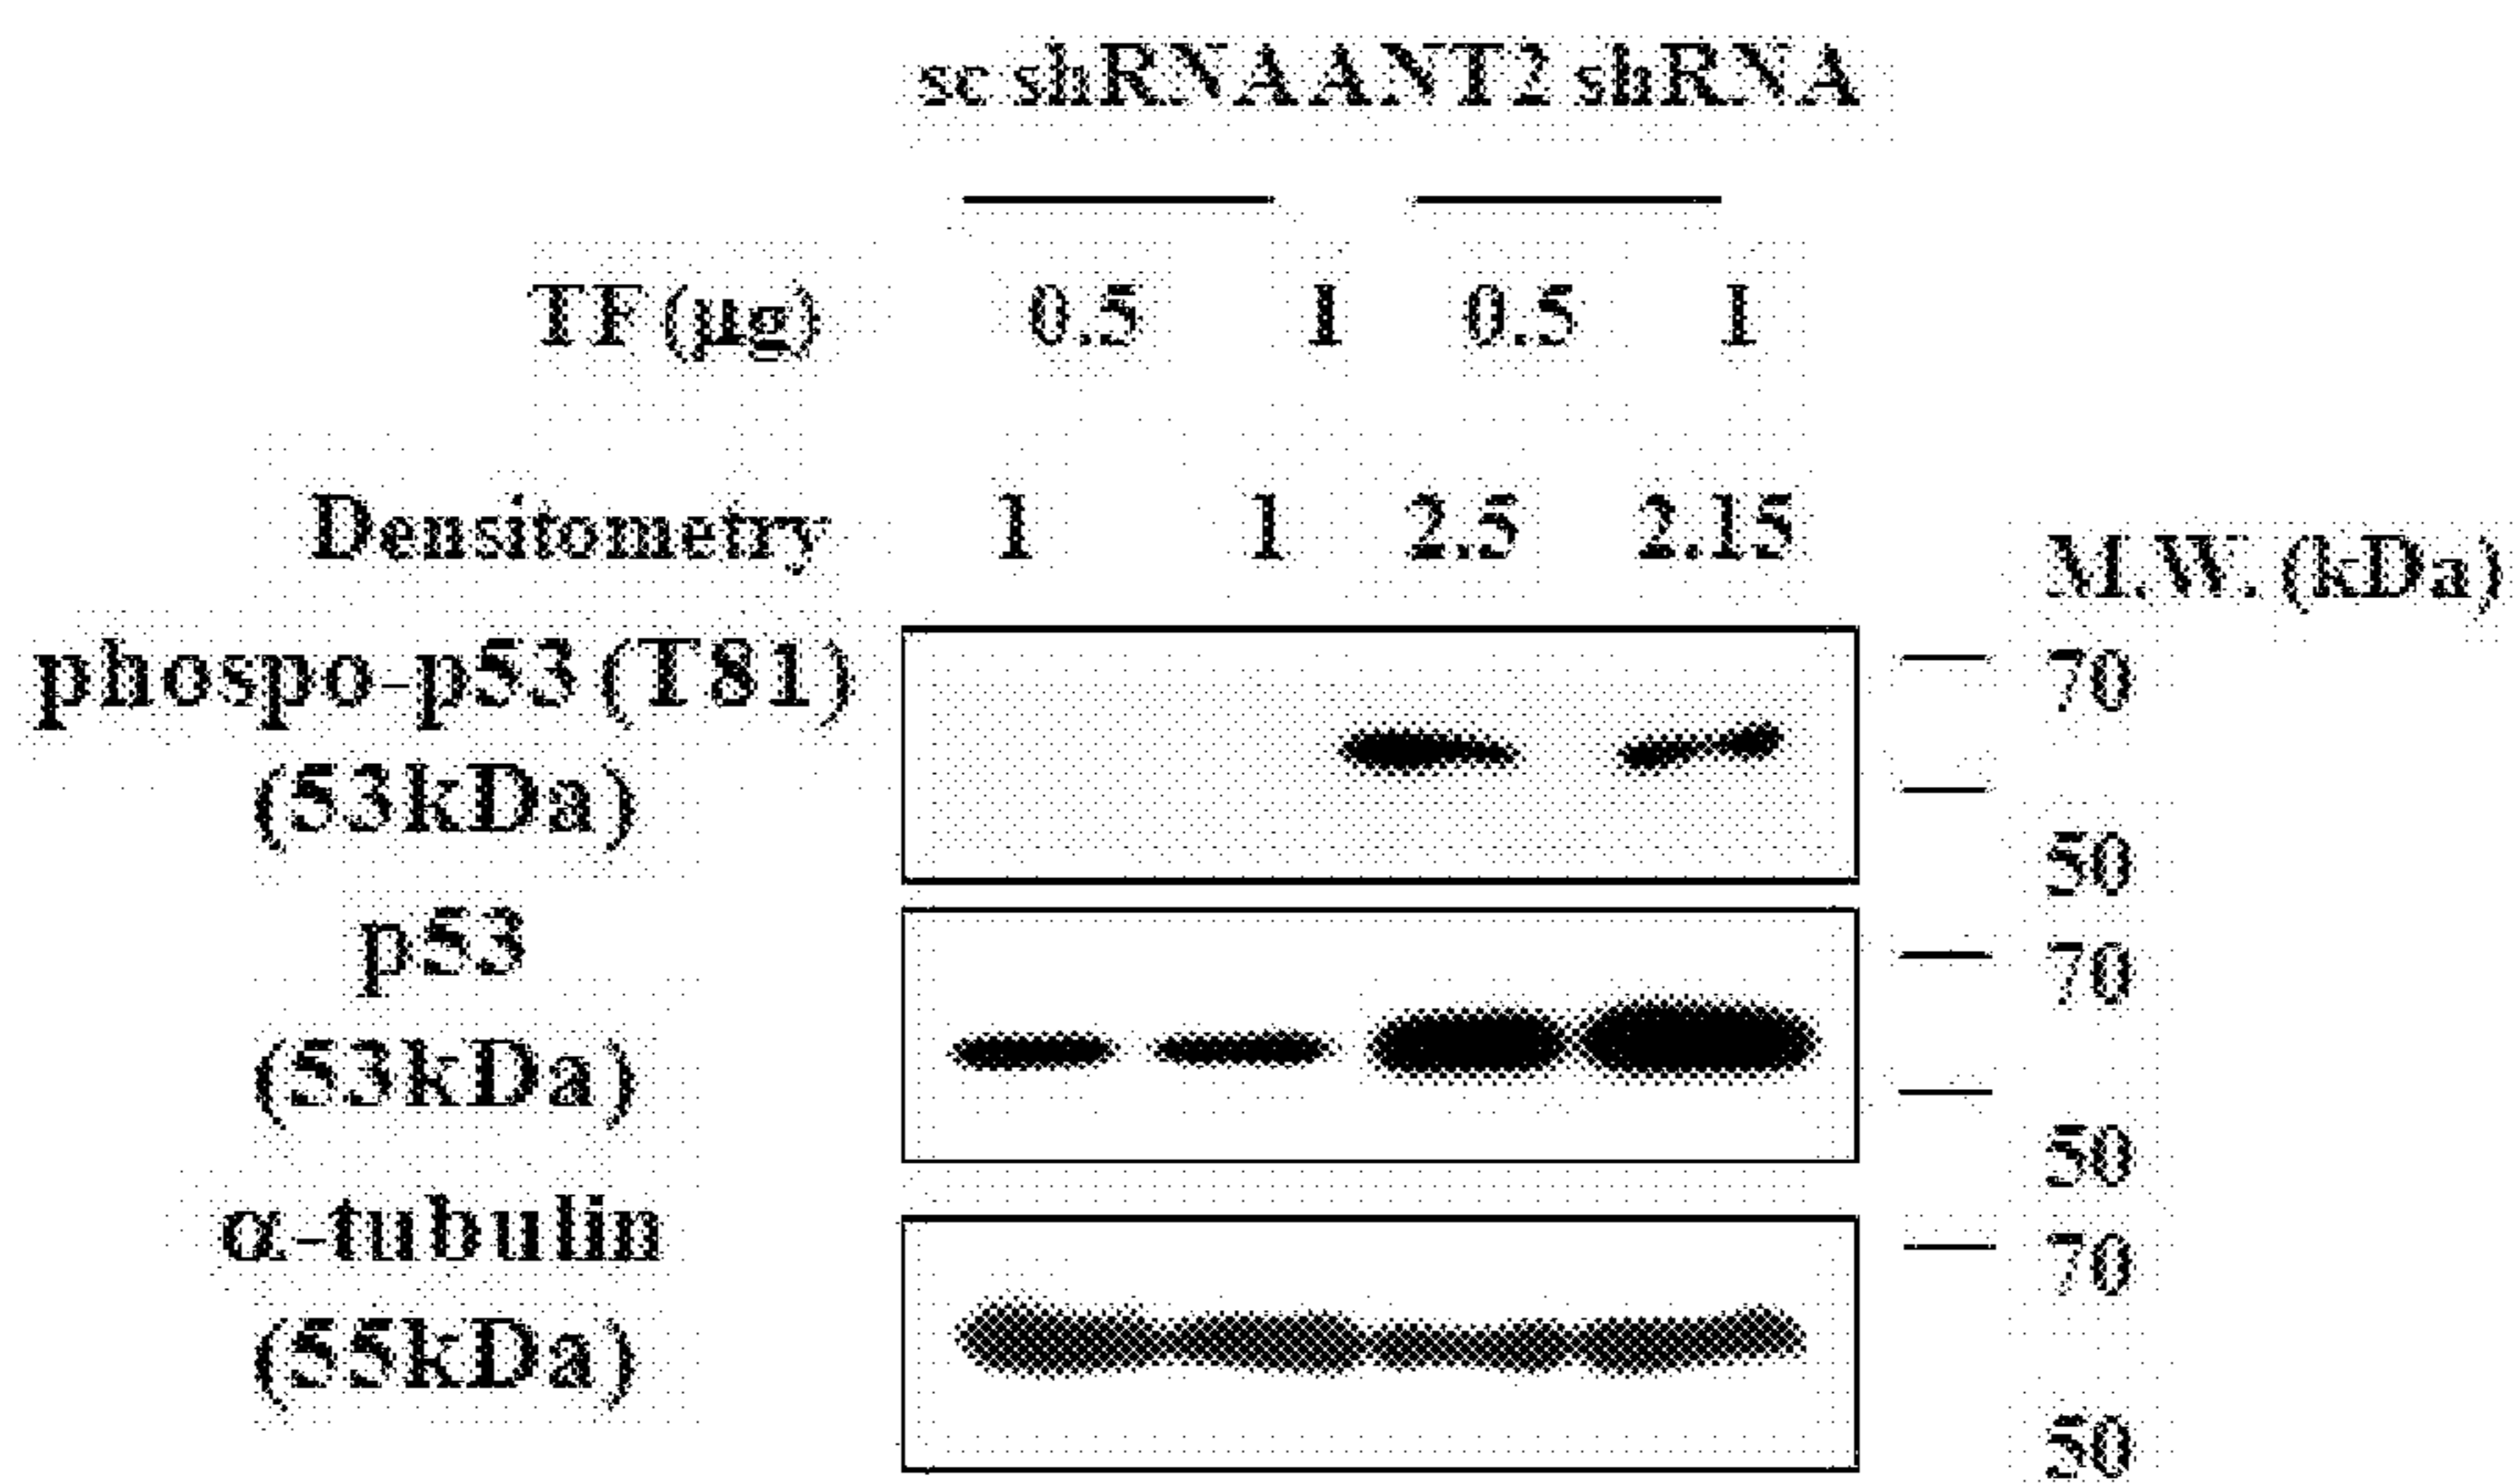 sc shRNA ANT2 shRNA
TF (μg) 0.5 1 0.5 1
Densitometry 1 1 2.5 2.15
M.W. (kDa)
phospo-p53 (T81)
(53kDa)
70
50
p53
(53kDa)
70
50
α-tubulin
(55kDa)
70
50